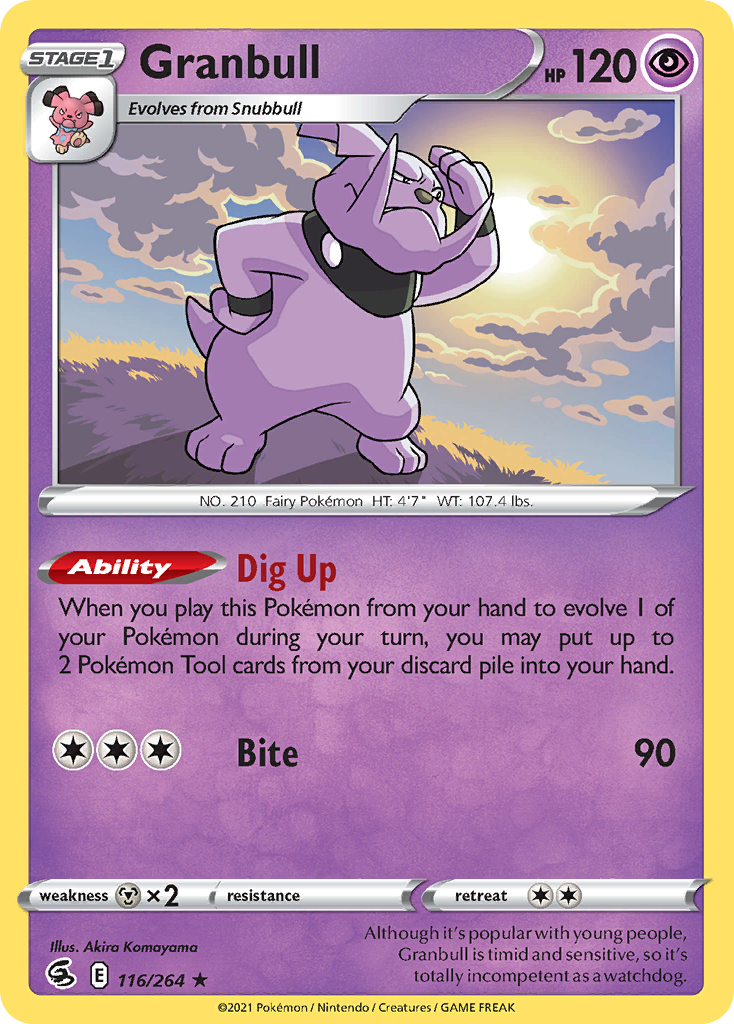 STAGE1
Granbull
HP 120
Evolves from Snubbull
NO. 210 Fairy Pokémon HT: 4'7" WT: 107.4 lbs.
Ability Dig Up
When you play this Pokémon from your hand to evolve 1 of
your Pokémon during your turn, you may put up to
2 Pokémon Tool cards from your discard pile into your hand.
Bite 90
weakness ×2 resistance retreat
Illus. Akira Komayama
Although it's popular with young people,
Granbull is timid and sensitive, so it's
totally incompetent as a watchdog.
E 116/264 ★
©2021 Pokémon / Nintendo / Creatures / GAME FREAK